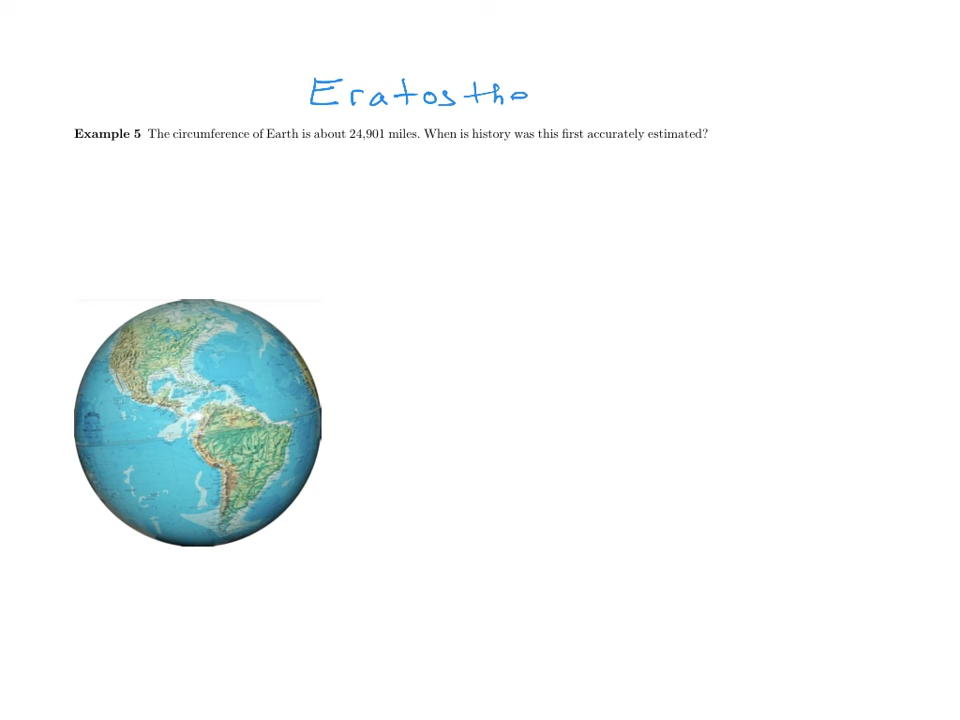 Eratostho
Example 5 The circumference of Earth is about 24,901 miles. When is history was this first accurately estimated?